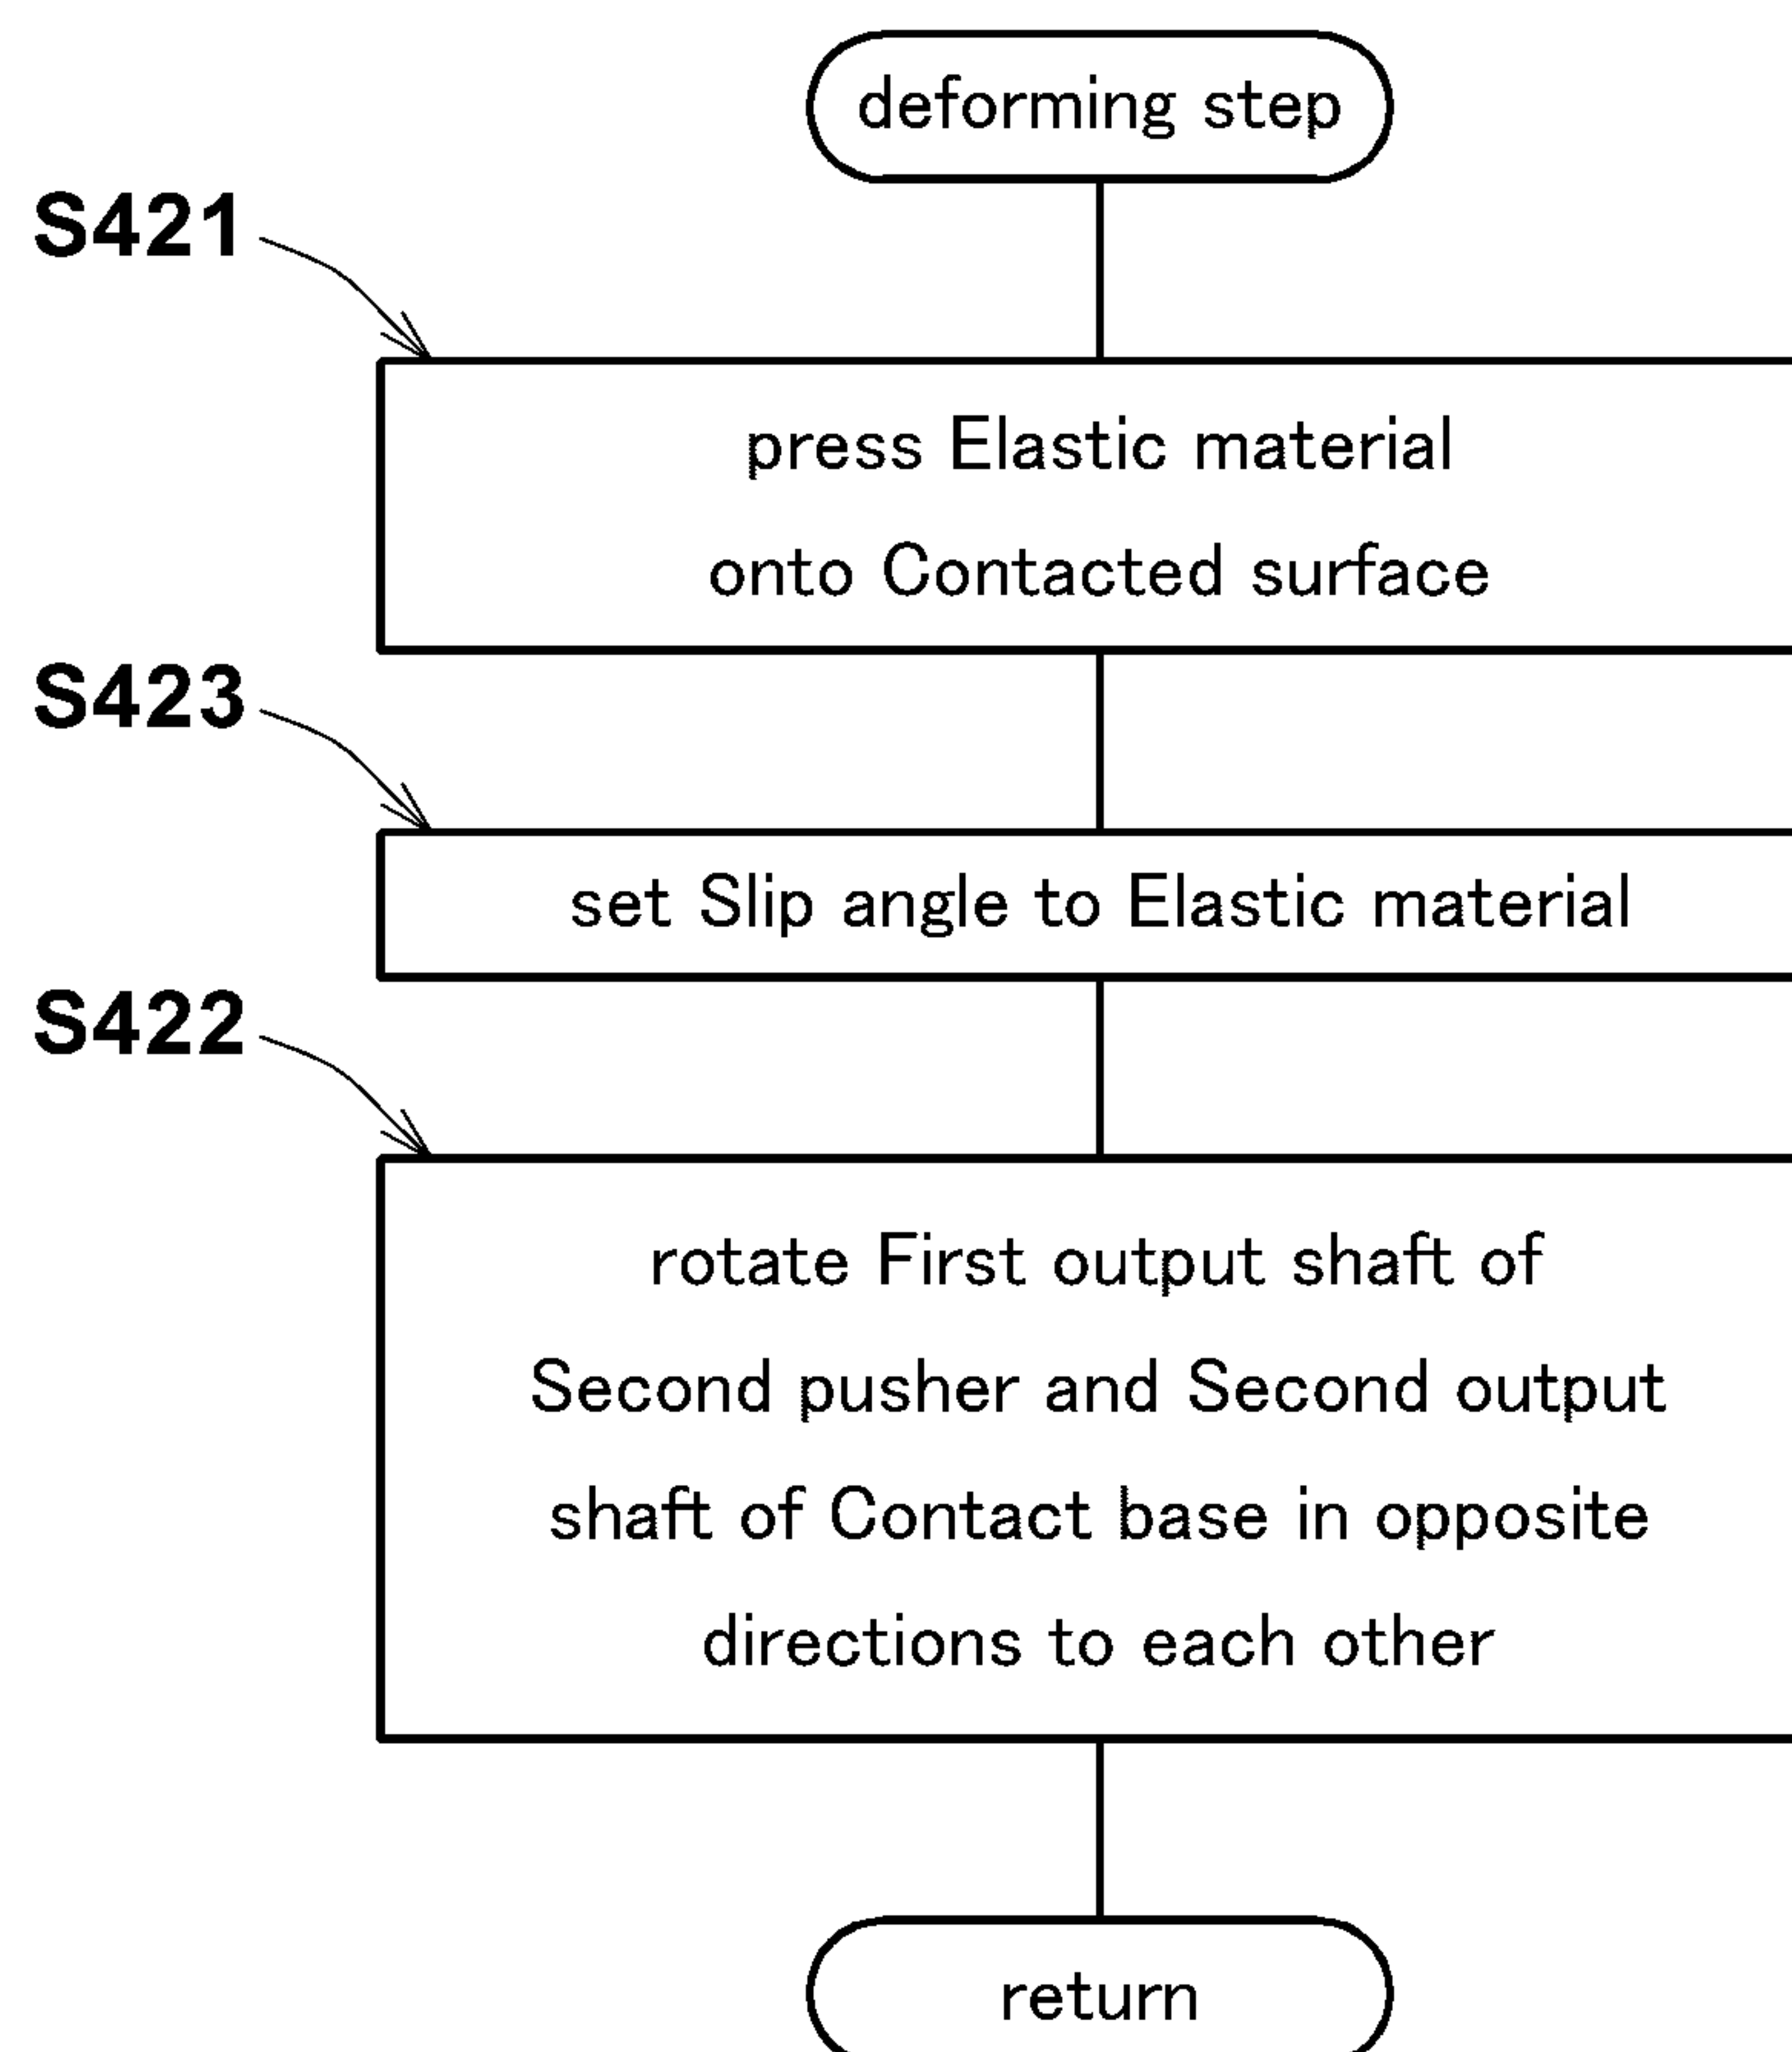 deforming step
S421
press Elastic material
onto Contacted surface
S423
set Slip angle to Elastic material
S422
rotate First output shaft of
Second pusher and Second output
shaft of Contact base in opposite
directions to each other
return